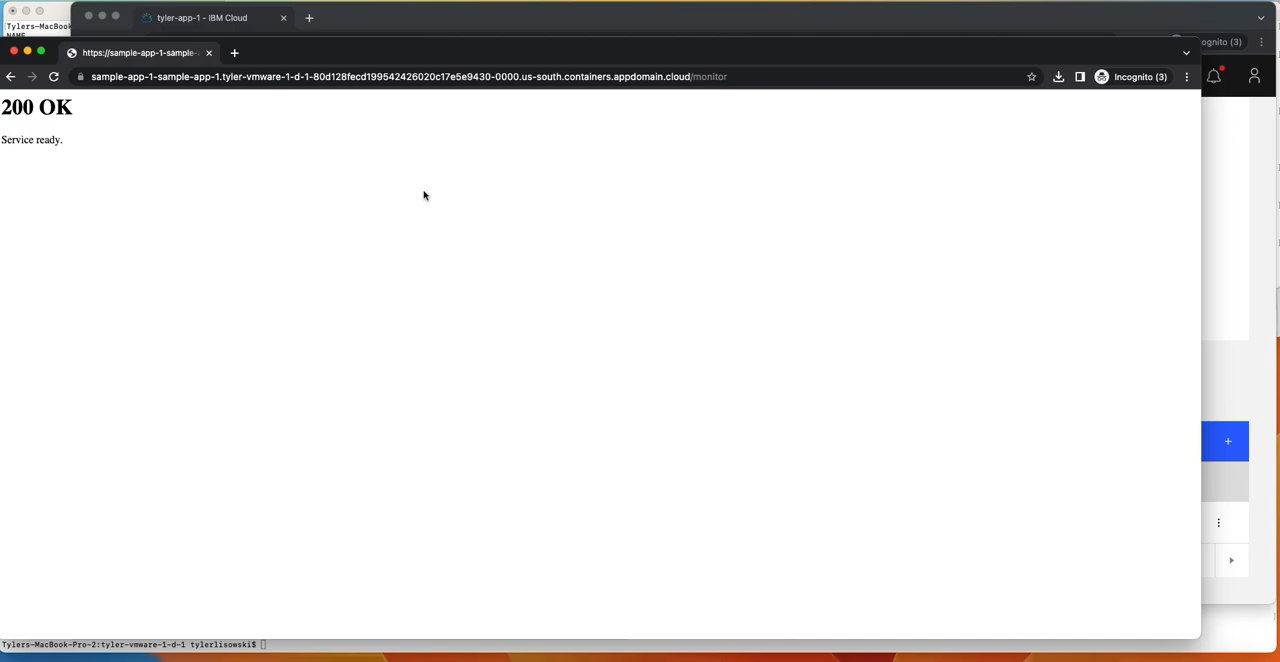 Tylers-MacBook
NAME
tyler-app-1 - IBM Cloud
ognito (3)
https://sample-app-1-sample-
sample-app-1-sample-app-1.tyler-vmware-1-d-1-80d128fecd199542426020c17e5e9430-0000.us-south.containers.appdomain.cloud/monitor
Incognito (3)
200 OK
Service ready.
Tylers-MacBook-Pro-2:tyler-vmware-1-d-1 tylerlisowski$